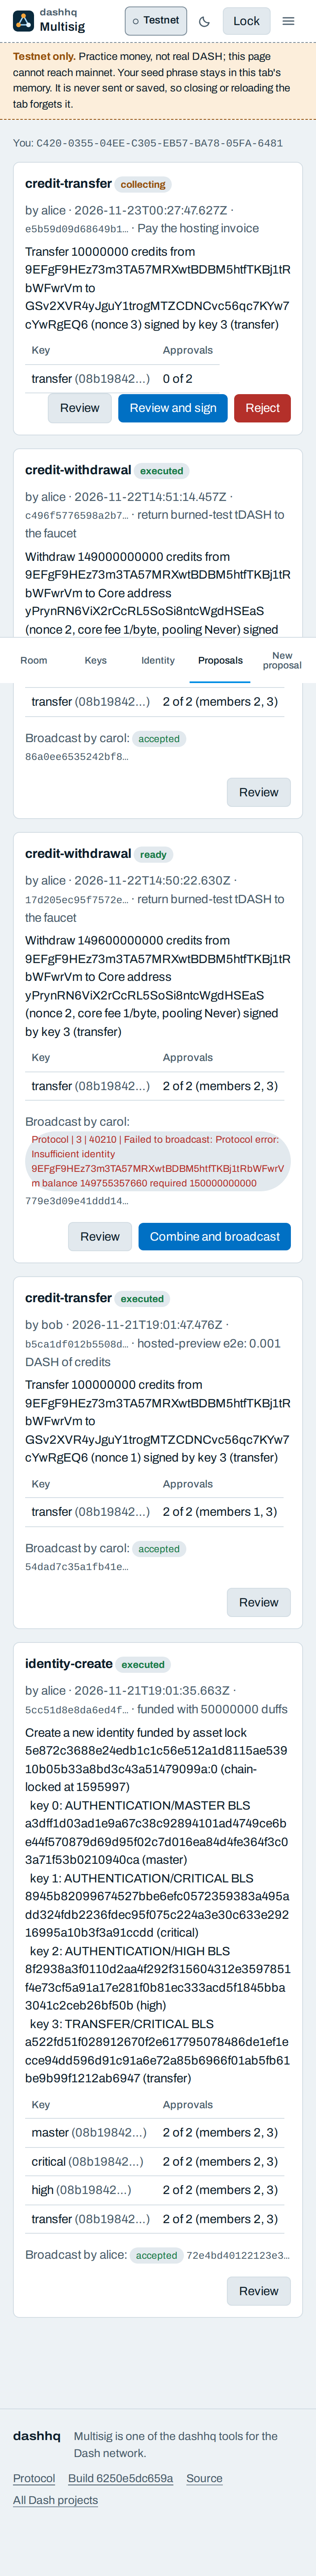 dashhq
Multisig
Testnet
Lock
Testnet only. Practice money, not real DASH; this page
cannot reach mainnet. Your seed phrase stays in this tab's
memory. It is never sent or saved, so closing or reloading the
tab forgets it.
You: C420-0355-04EE-C305-EB57-BA78-05FA-6481
credit-transfer collecting
by alice · 2026-11-23T00:27:47.627Z ·
e5b59d09d68649b1… · Pay the hosting invoice
Transfer 10000000 credits from
9EFgF9HEz73m3TA57MRXwtBDBM5htfTKBj1tR
bWFwrVm to
GSv2XVR4yJguY1trogMTZCDNCvc56qc7KYw7
cYwRgEQ6 (nonce 3) signed by key 3 (transfer)
Key Approvals
transfer (08b19842…) 0 of 2
Review Review and sign Reject
credit-withdrawal executed
by alice · 2026-11-22T14:51:14.457Z ·
c496f5776598a2b7… · return burned-test tDASH to
the faucet
Withdraw 149000000000 credits from
9EFgF9HEz73m3TA57MRXwtBDBM5htfTKBj1tR
bWFwrVm to Core address
yPrynRN6ViX2rCcRL5SoSi8ntcWgdHSEaS
(nonce 2, core fee 1/byte, pooling Never) signed
Room Keys Identity Proposals New proposal
transfer (08b19842…) 2 of 2 (members 2, 3)
Broadcast by carol: accepted
86a0ee6535242bf8…
Review
credit-withdrawal ready
by alice · 2026-11-22T14:50:22.630Z ·
17d205ec95f7572e… · return burned-test tDASH to
the faucet
Withdraw 149600000000 credits from
9EFgF9HEz73m3TA57MRXwtBDBM5htfTKBj1tR
bWFwrVm to Core address
yPrynRN6ViX2rCcRL5SoSi8ntcWgdHSEaS
(nonce 2, core fee 1/byte, pooling Never) signed
by key 3 (transfer)
Key Approvals
transfer (08b19842…) 2 of 2 (members 2, 3)
Broadcast by carol:
Protocol | 3 | 40210 | Failed to broadcast: Protocol error:
Insufficient identity
9EFgF9HEz73m3TA57MRXwtBDBM5htfTKBj1tRbWFwrV
m balance 149755357660 required 150000000000
779e3d09e41ddd14…
Review Combine and broadcast
credit-transfer executed
by bob · 2026-11-21T19:01:47.476Z ·
b5ca1df012b5508d… · hosted-preview e2e: 0.001
DASH of credits
Transfer 100000000 credits from
9EFgF9HEz73m3TA57MRXwtBDBM5htfTKBj1tR
bWFwrVm to
GSv2XVR4yJguY1trogMTZCDNCvc56qc7KYw7
cYwRgEQ6 (nonce 1) signed by key 3 (transfer)
Key Approvals
transfer (08b19842…) 2 of 2 (members 1, 3)
Broadcast by carol: accepted
54dad7c35a1fb41e…
Review
identity-create executed
by alice · 2026-11-21T19:01:35.663Z ·
5cc51d8e8da6ed4f… · funded with 50000000 duffs
Create a new identity funded by asset lock
5e872c3688e24edb1c1c56e512a1d8115ae539
10b05b33a8bd3c43a51479099a:0 (chain-
locked at 1595997)
key 0: AUTHENTICATION/MASTER BLS
a3dff1d03ad1e9a67c38c92894101ad4749ce6b
e44f570879d69d95f02c7d016ea84d4fe364f3c0
3a71f53b0210940ca (master)
key 1: AUTHENTICATION/CRITICAL BLS
8945b82099674527bbe6efc0572359383a495a
dd324fdb2236fdec95f075c224a3e30c633e292
16995a10b3f3a91ccdd (critical)
key 2: AUTHENTICATION/HIGH BLS
8f2938a3f0110d2aa4f292f315604312e3597851
f4e73cf5a91a17e281f0b81ec333acd5f1845bba
3041c2ceb26bf50b (high)
key 3: TRANSFER/CRITICAL BLS
a522fd51f028912670f2e617795078486de1ef1e
cce94dd596d91c91a6e72a85b6966f01ab5fb61
be9b99f1212ab6947 (transfer)
Key Approvals
master (08b19842…) 2 of 2 (members 2, 3)
critical (08b19842…) 2 of 2 (members 2, 3)
high (08b19842…) 2 of 2 (members 2, 3)
transfer (08b19842…) 2 of 2 (members 2, 3)
Broadcast by alice: accepted 72e4bd40122123e3…
Review
dashhq Multisig is one of the dashhq tools for the
Dash network.
Protocol Build 6250e5dc659a Source
All Dash projects